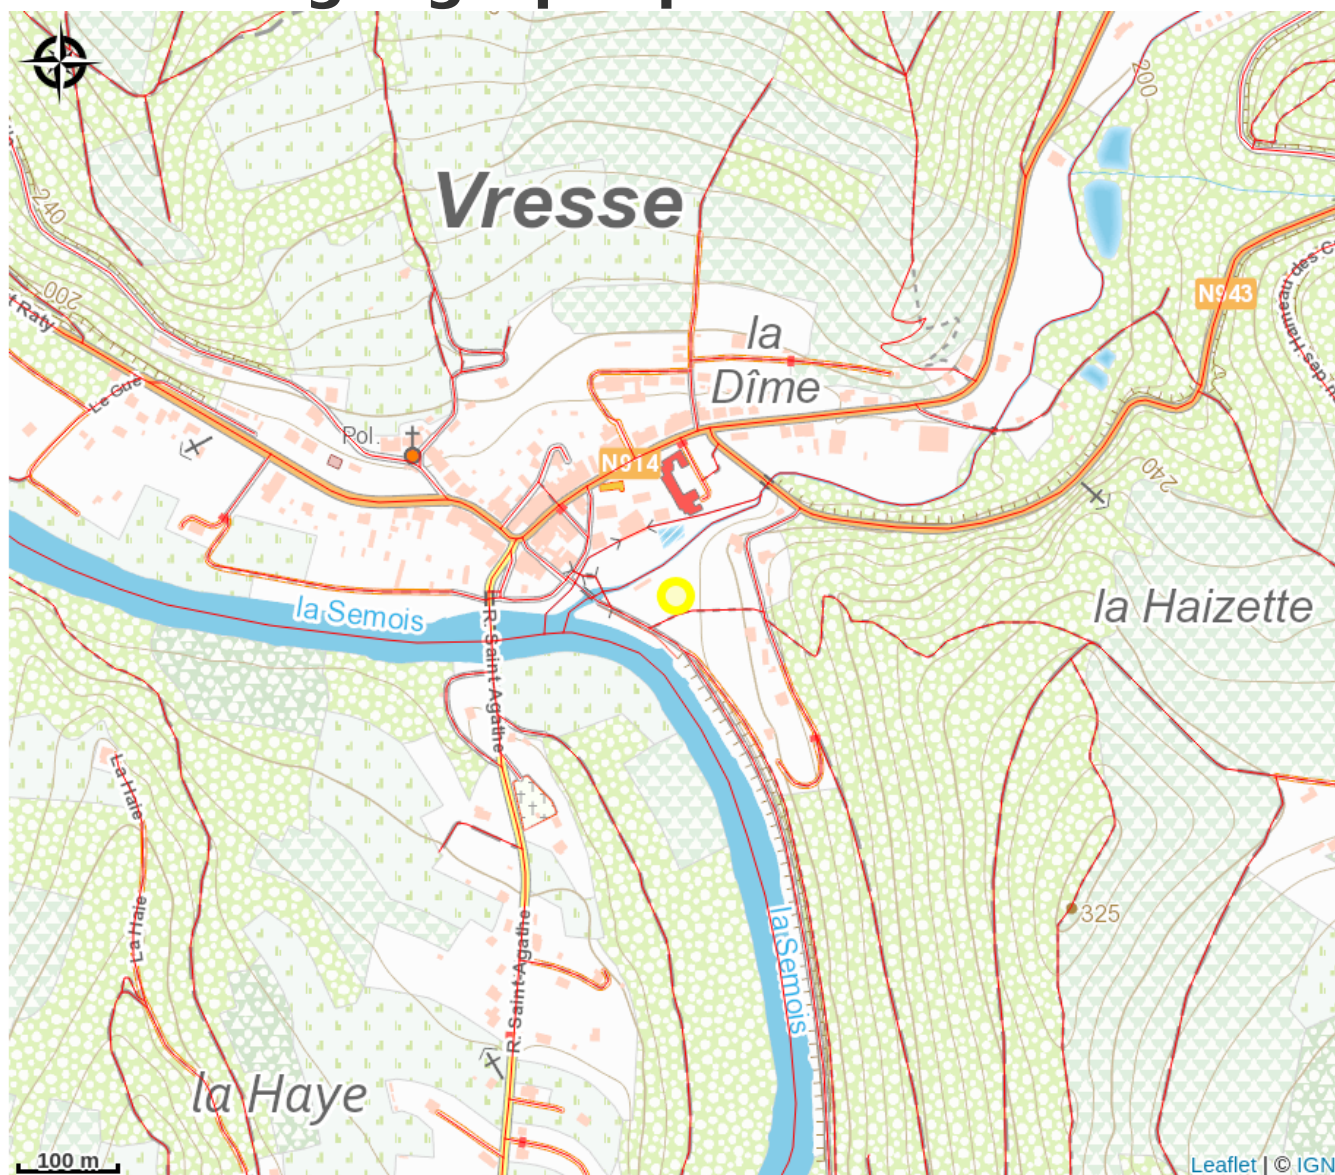 200
240
Vresse
200
N943
Raty
la
Dîme
Le Gué
Pol.
N914
240
la Haizette
la Semois
R. Saint Agathe
La Haie
325
La Haie
R. Saint Agathe
la Semois
la Haye
100 m
Leaflet | © IGN